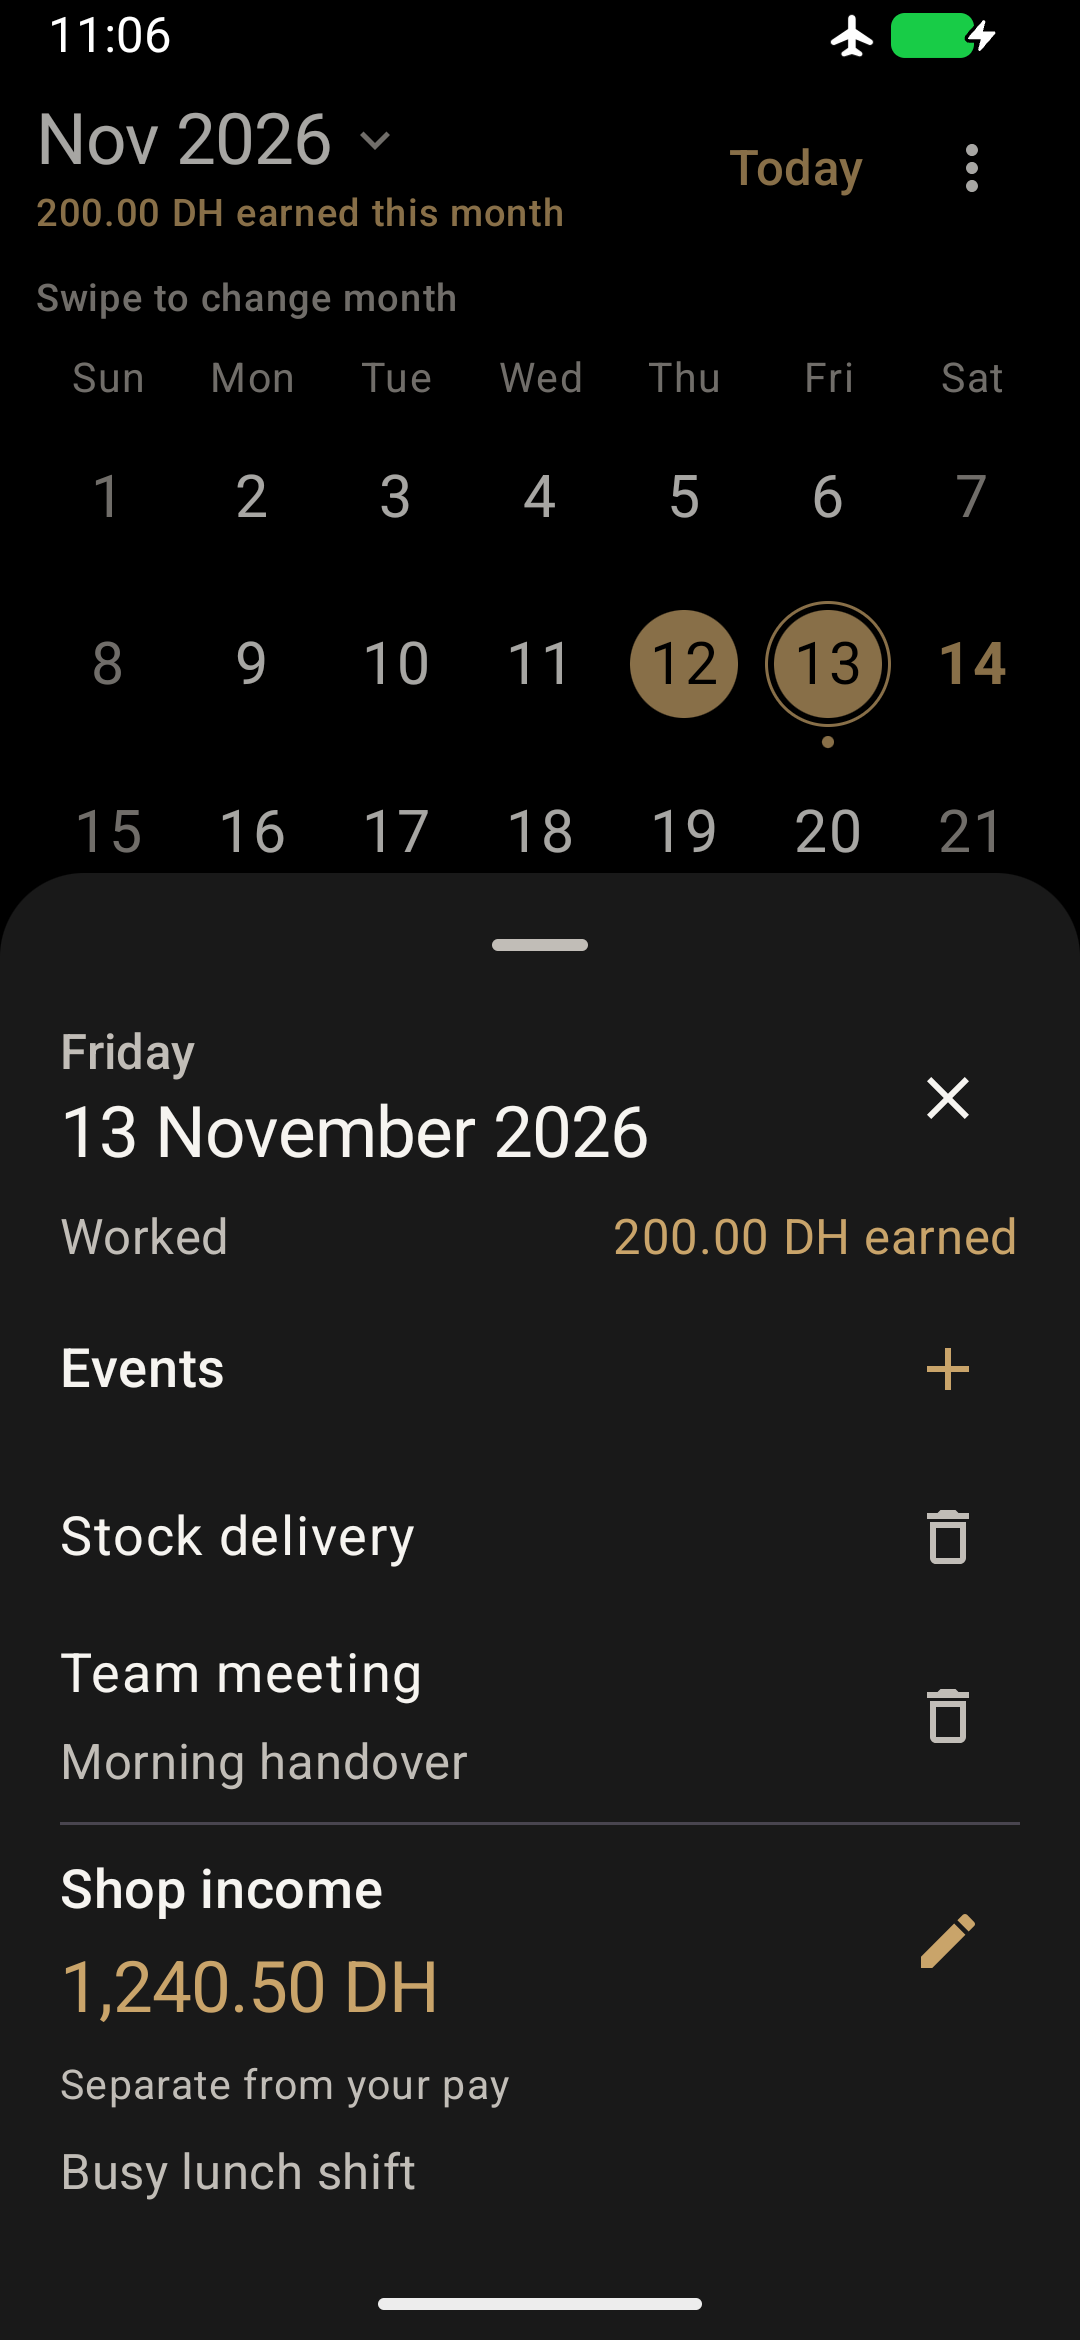 11:06
Nov 2026
200.00 DH earned this month
Today
Swipe to change month
Sun Mon Tue Wed Thu Fri Sat
1 2 3 4 5 6 7
8 9 10 11 12 13 14
15 16 17 18 19 20 21
Friday
13 November 2026
Worked 200.00 DH earned
Events
Stock delivery
Team meeting
Morning handover
Shop income
1,240.50 DH
Separate from your pay
Busy lunch shift